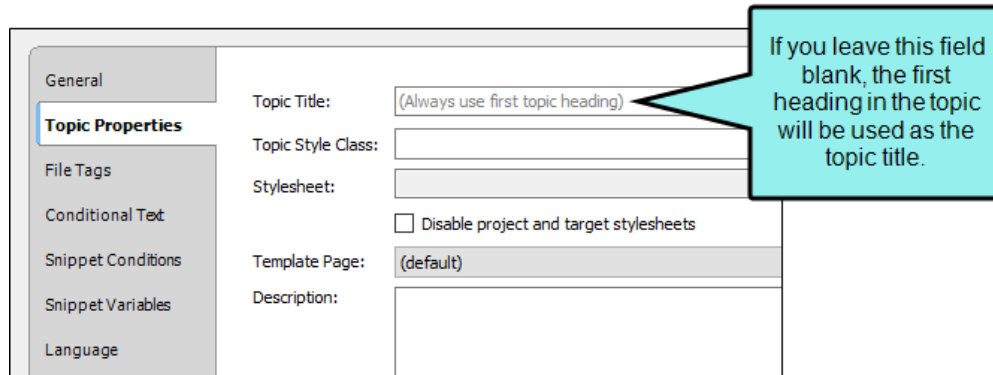 General
Topic Properties
File Tags
Conditional Text
Snippet Conditions
Snippet Variables
Language
Topic Title:
(Always use first topic heading)
Topic Style Class:
Stylesheet:
Disable project and target stylesheets
Template Page:
(default)
Description:
If you leave this field
blank, the first
heading in the topic
will be used as the
topic title.